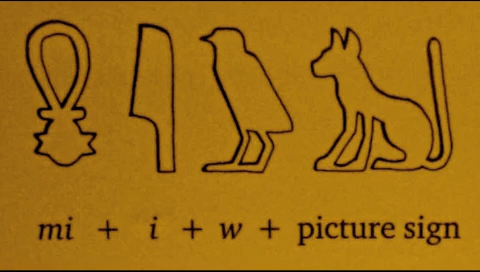 mi + i + w + picture sign